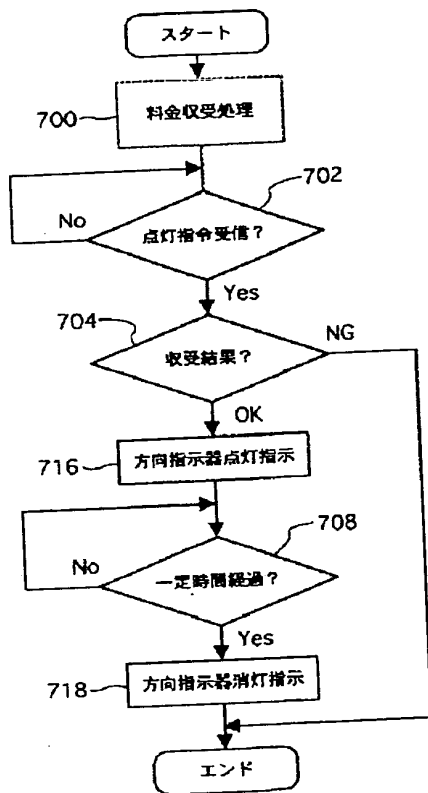 スタート
700
料金収受処理
702
No
点灯指令受信?
Yes
704
収受結果?
NG
OK
716
方向指示器点灯指示
708
No
一定時間経過?
Yes
718
方向指示器消灯指示
エンド